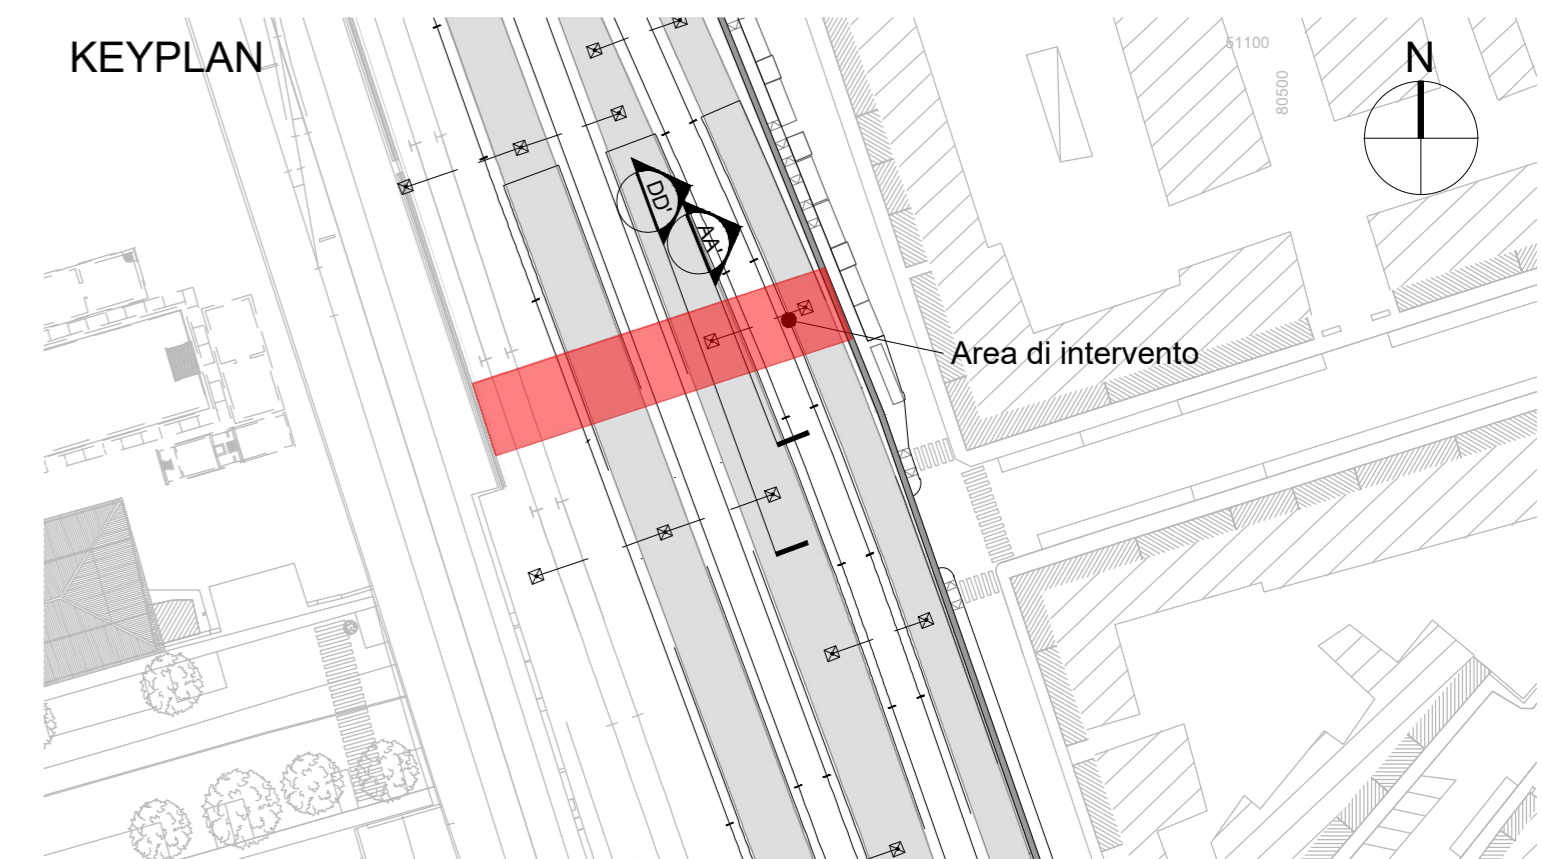 KEYPLAN
51100
80500
N
DD'
AA'
Area di intervento